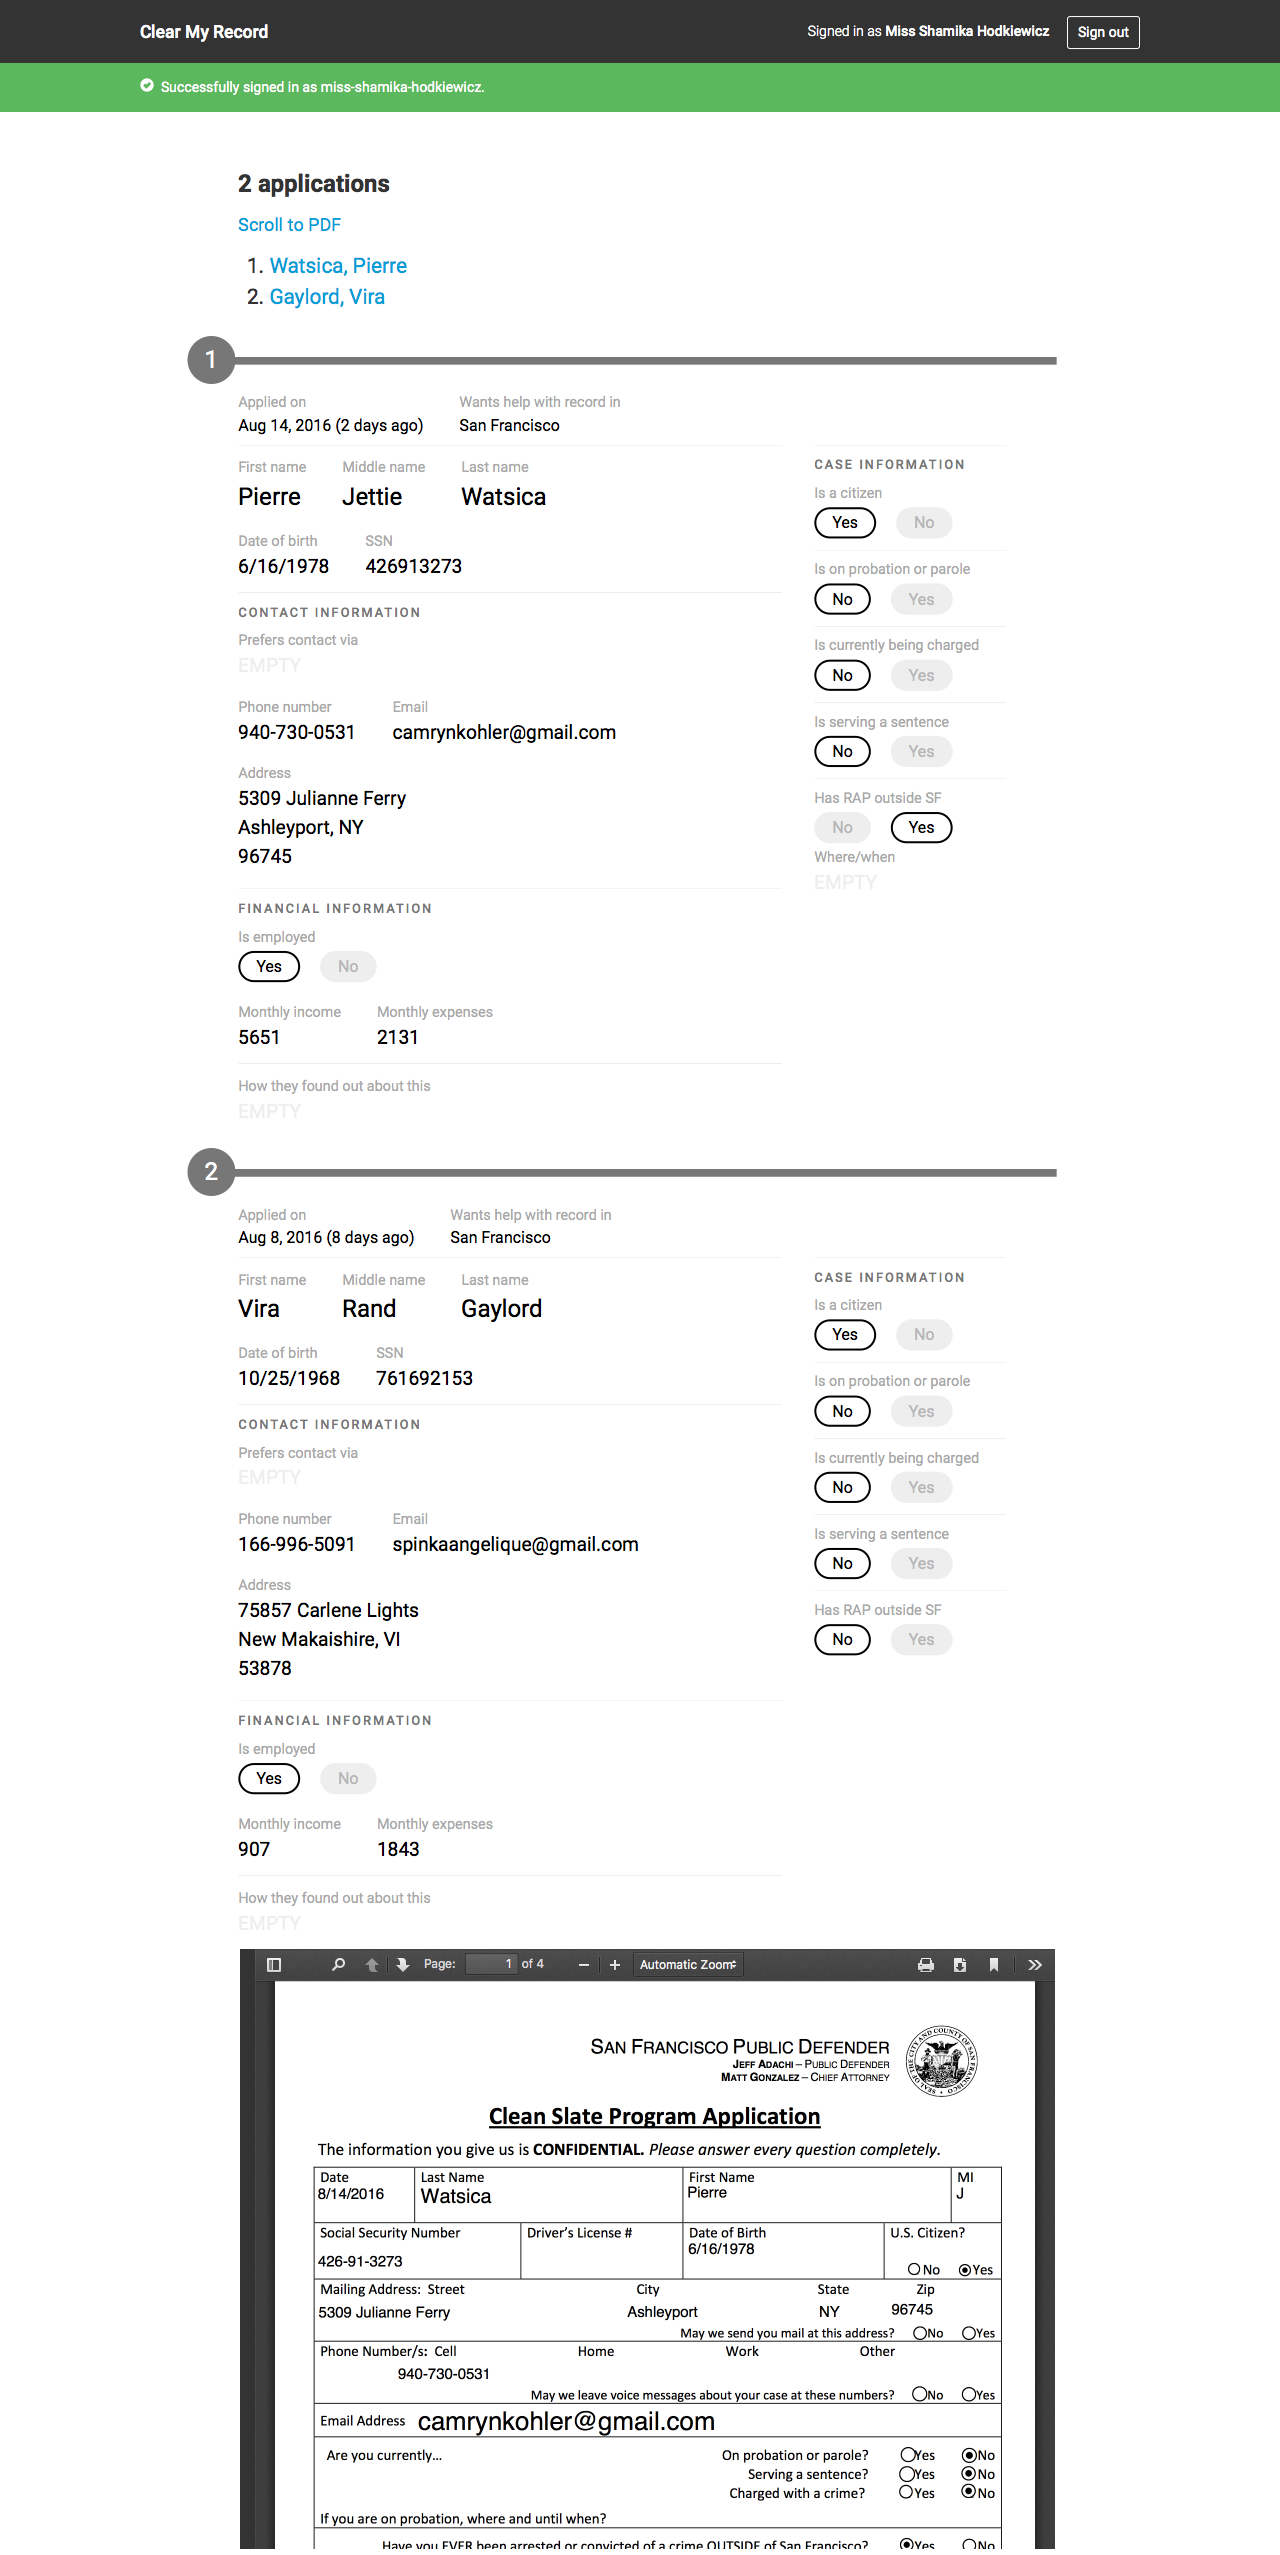 Clear My Record
Signed in as Miss Shamika Hodkiewicz
Sign out
Successfully signed in as miss-shamika-hodkiewicz.
2 applications
Scroll to PDF
1. Watsica, Pierre
2. Gaylord, Vira
1
Applied on Wants help with record in
Aug 14, 2016 (2 days ago) San Francisco
First name Middle name Last name
Pierre Jettie Watsica
Date of birth SSN
6/16/1978 426913273
CONTACT INFORMATION
Prefers contact via
EMPTY
Phone number Email
940-730-0531 camrynkohler@gmail.com
Address
5309 Julianne Ferry
Ashleyport, NY
96745
FINANCIAL INFORMATION
Is employed
Yes No
Monthly income Monthly expenses
5651 2131
How they found out about this
EMPTY
CASE INFORMATION
Is a citizen
Yes No
Is on probation or parole
No Yes
Is currently being charged
No Yes
Is serving a sentence
No Yes
Has RAP outside SF
No Yes
Where/when
EMPTY
2
Applied on Wants help with record in
Aug 8, 2016 (8 days ago) San Francisco
First name Middle name Last name
Vira Rand Gaylord
Date of birth SSN
10/25/1968 761692153
CONTACT INFORMATION
Prefers contact via
EMPTY
Phone number Email
166-996-5091 spinkaangelique@gmail.com
Address
75857 Carlene Lights
New Makaishire, VI
53878
FINANCIAL INFORMATION
Is employed
Yes No
Monthly income Monthly expenses
907 1843
How they found out about this
EMPTY
CASE INFORMATION
Is a citizen
Yes No
Is on probation or parole
No Yes
Is currently being charged
No Yes
Is serving a sentence
No Yes
Has RAP outside SF
No Yes
Page: 1 of 4 Automatic Zoom
SAN FRANCISCO PUBLIC DEFENDER
JEFF ADACHI – PUBLIC DEFENDER
MATT GONZALEZ – CHIEF ATTORNEY
SEAL OF THE CITY AND COUNTY OF SAN FRANCISCO
Clean Slate Program Application
The information you give us is CONFIDENTIAL. Please answer every question completely.
Date Last Name First Name MI
8/14/2016 Watsica Pierre J
Social Security Number Driver's License # Date of Birth U.S. Citizen?
426-91-3273 6/16/1978 No Yes
Mailing Address: Street City State Zip
5309 Julianne Ferry Ashleyport NY 96745
May we send you mail at this address? No Yes
Phone Number/s: Cell Home Work Other
940-730-0531
May we leave voice messages about your case at these numbers? No Yes
Email Address camrynkohler@gmail.com
Are you currently... On probation or parole? Yes No
Serving a sentence? Yes No
Charged with a crime? Yes No
If you are on probation, where and until when?
Have you EVER been arrested or convicted of a crime OUTSIDE of San Francisco? Yes No